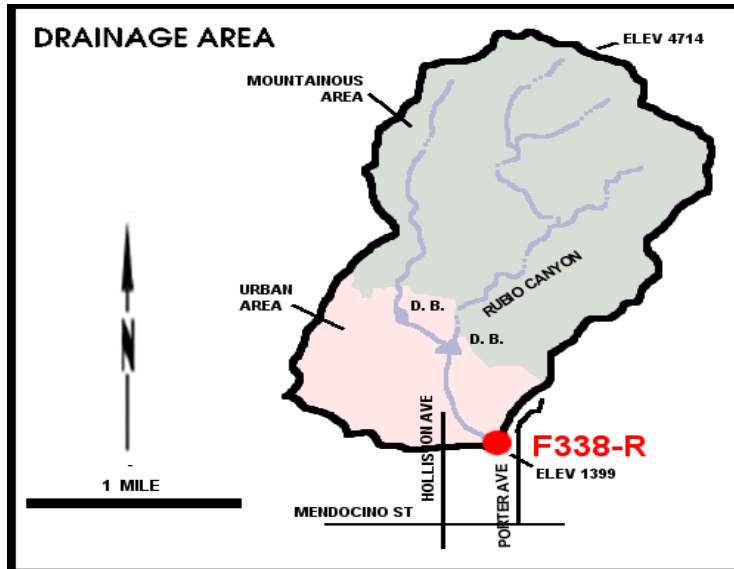 DRAINAGE AREA
ELEV 4714
MOUNTAINOUS
AREA
RUBIO CANYON
URBAN
AREA
D. B.
D. B.
N
HOLLISTON AVE
F338-R
ELEV 1399
1 MILE
PORTER AVE
MENDOCINO ST